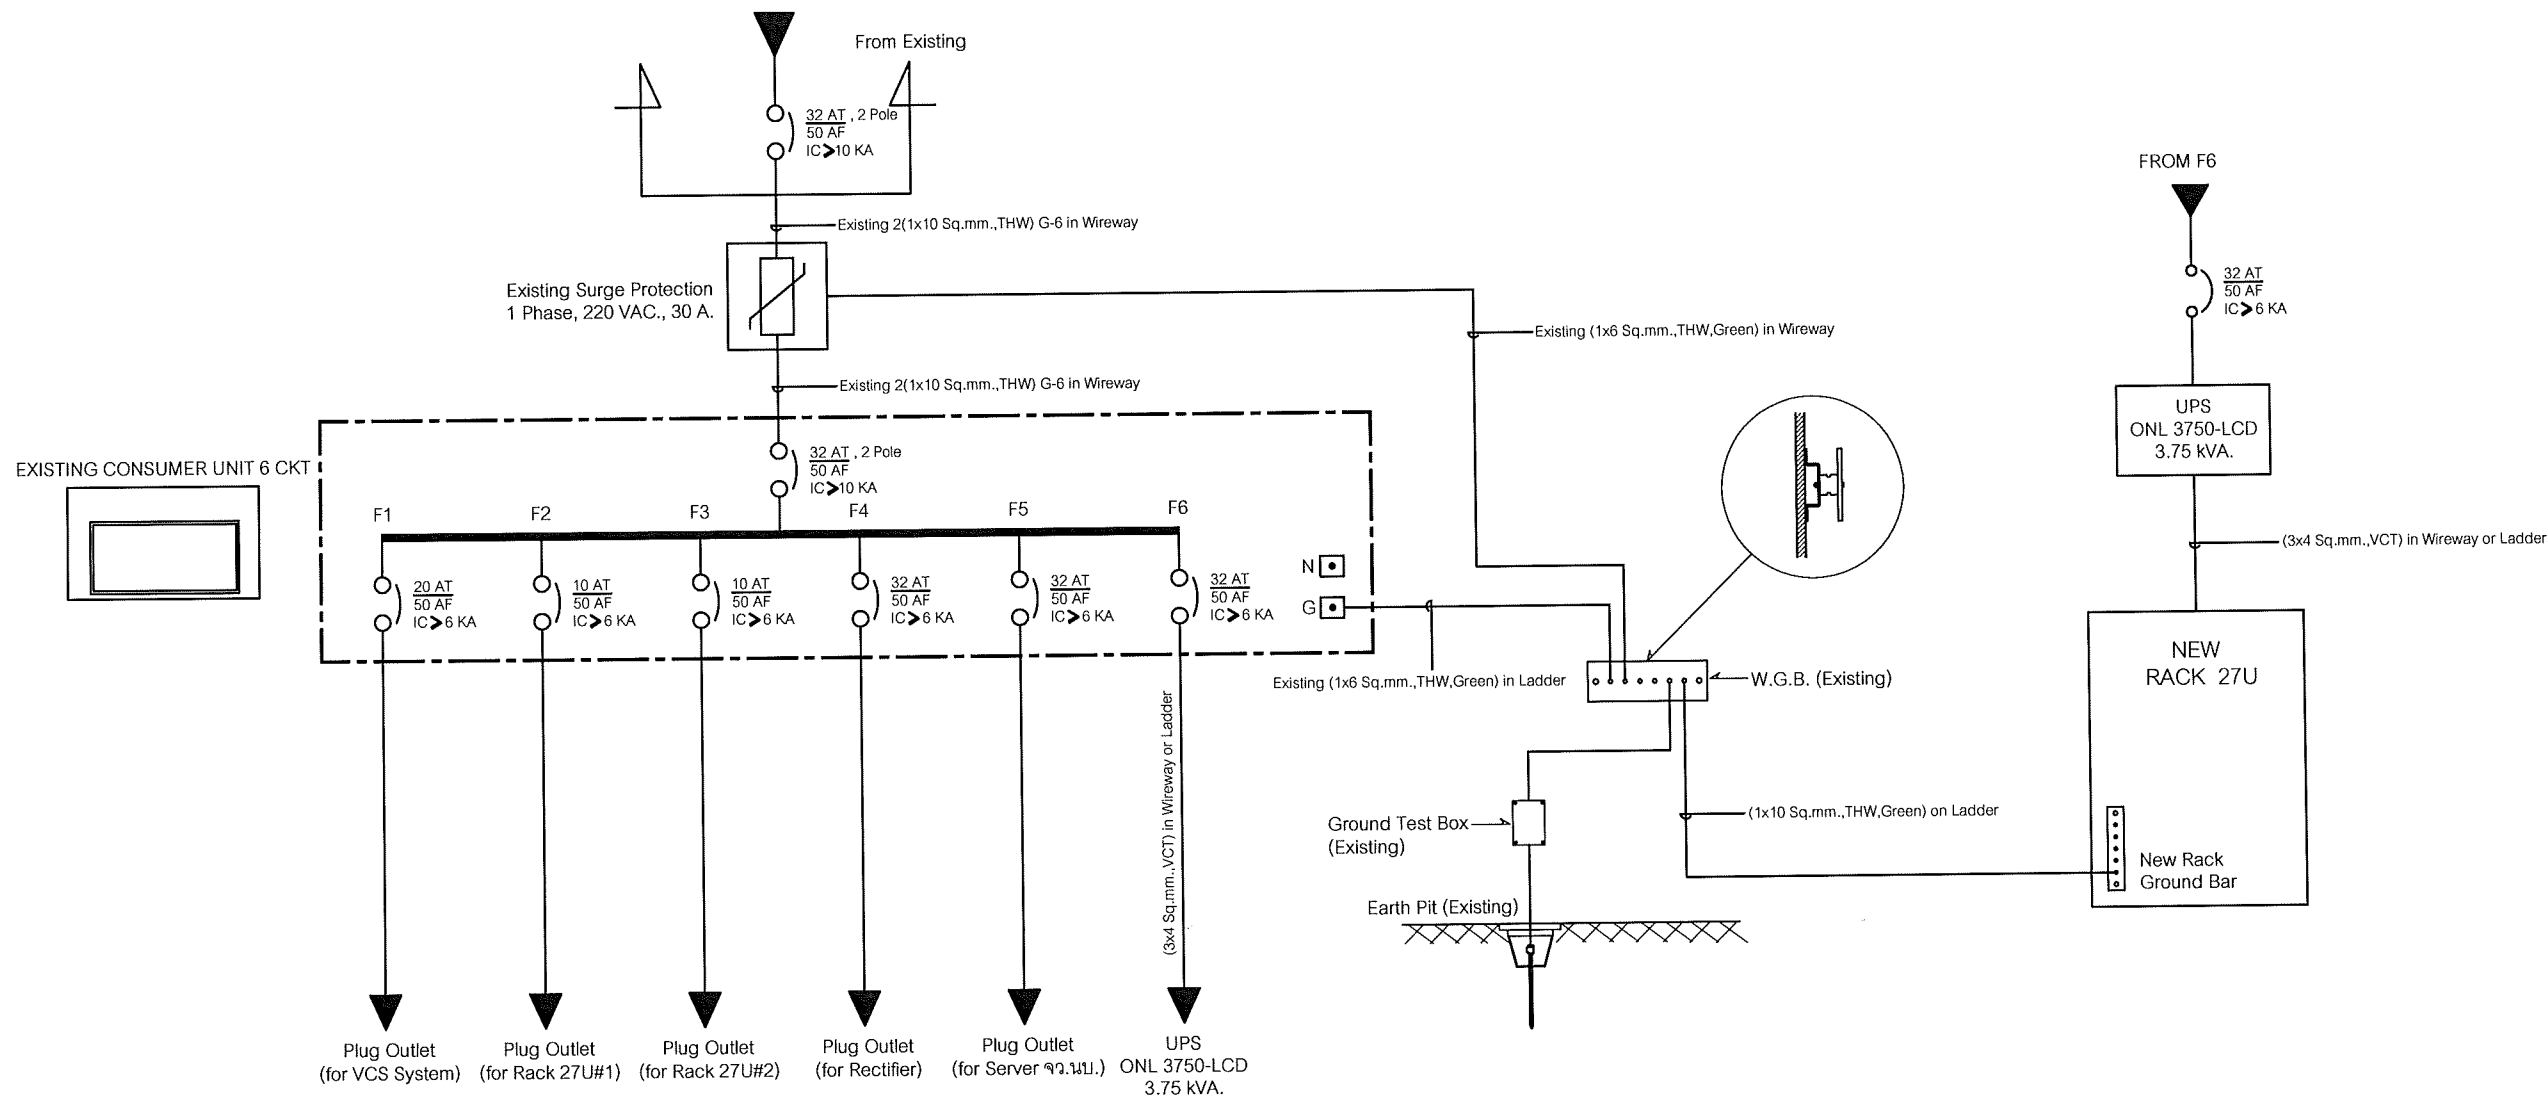 From Existing
32 AT , 2 Pole
50 AF
IC>10 KA
Existing 2(1x10 Sq.mm.,THW) G-6 in Wireway
Existing Surge Protection
1 Phase, 220 VAC., 30 A.
Existing (1x6 Sq.mm.,THW,Green) in Wireway
Existing 2(1x10 Sq.mm.,THW) G-6 in Wireway
EXISTING CONSUMER UNIT 6 CKT
32 AT , 2 Pole
50 AF
IC>10 KA
F1
F2
F3
F4
F5
F6
20 AT
50 AF
IC>6 KA
10 AT
50 AF
IC>6 KA
10 AT
50 AF
IC>6 KA
32 AT
50 AF
IC>6 KA
32 AT
50 AF
IC>6 KA
32 AT
50 AF
IC>6 KA
N
G
Existing (1x6 Sq.mm.,THW,Green) in Ladder
W.G.B. (Existing)
(3x4 Sq.mm.,VCT) in Wireway or Ladder
Ground Test Box
(Existing)
(1x10 Sq.mm.,THW,Green) on Ladder
Earth Pit (Existing)
Plug Outlet
(for VCS System)
Plug Outlet
(for Rack 27U#1)
Plug Outlet
(for Rack 27U#2)
Plug Outlet
(for Rectifier)
Plug Outlet
(for Server จว.นบ.)
UPS
ONL 3750-LCD
3.75 kVA.
FROM F6
32 AT
50 AF
IC>6 KA
UPS
ONL 3750-LCD
3.75 kVA.
(3x4 Sq.mm.,VCT) in Wireway or Ladder
NEW
RACK 27U
New Rack
Ground Bar